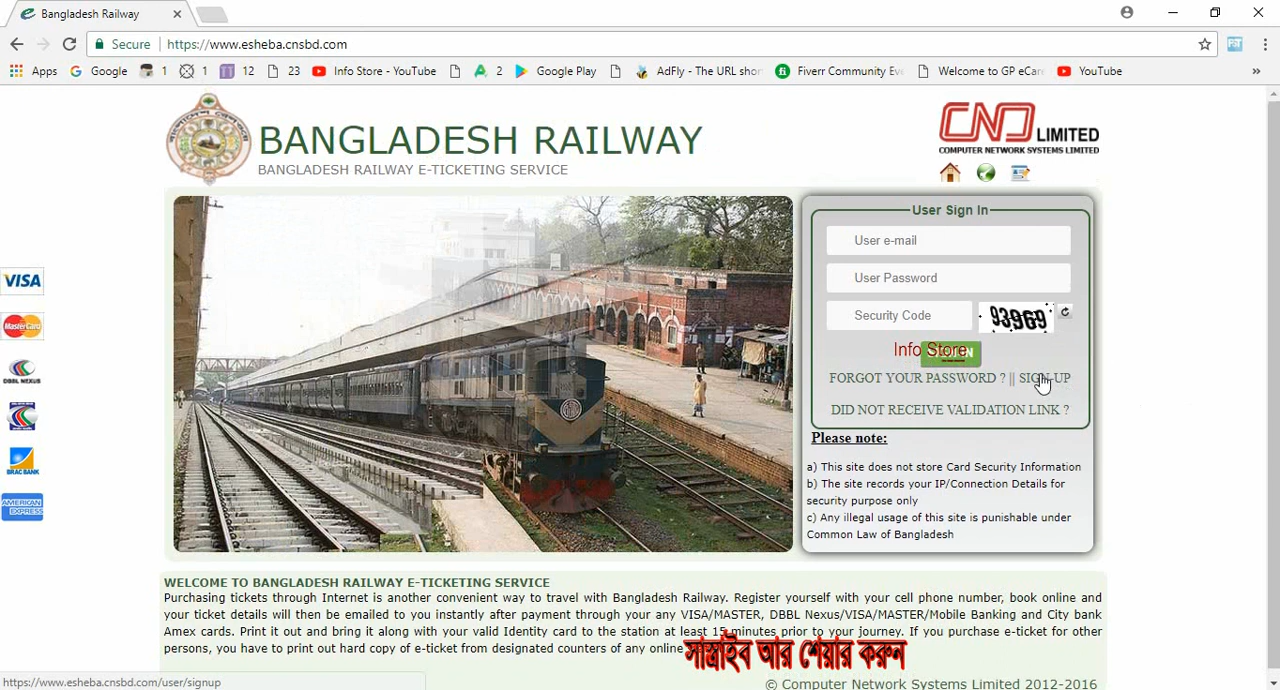 Bangladesh Railway
Secure
https://www.esheba.cnsbd.com
Apps
Google
1
1
12
23
Info Store - YouTube
2
Google Play
AdFly - The URL shor
Fiverr Community Eve
Welcome to GP eCare
YouTube
»
BANGLADESH RAILWAY
BANGLADESH RAILWAY E-TICKETING SERVICE
LIMITED
COMPUTER NETWORK SYSTEMS LIMITED
User Sign In
User e-mail
User Password
Security Code
93969
Info Store
FORGOT YOUR PASSWORD ? || SIGN UP
DID NOT RECEIVE VALIDATION LINK ?
Please note:
a) This site does not store Card Security Information
b) The site records your IP/Connection Details for
security purpose only
c) Any illegal usage of this site is punishable under
Common Law of Bangladesh
VISA
MasterCard
DBBL NEXUS
BRAC BANK
AMERICAN
EXPRESS
WELCOME TO BANGLADESH RAILWAY E-TICKETING SERVICE
Purchasing tickets through Internet is another convenient way to travel with Bangladesh Railway. Register yourself with your cell phone number, book online and
your ticket details will then be emailed to you instantly after payment through your any VISA/MASTER, DBBL Nexus/VISA/MASTER/Mobile Banking and City bank
Amex cards. Print it out and bring it along with your valid Identity card to the station at least 15 minutes prior to your journey. If you purchase e-ticket for other
persons, you have to print out hard copy of e-ticket from designated counters of any online
সাস্ক্রাইব আর শেয়ার করুন
© Computer Network Systems Limited 2012-2016
https://www.esheba.cnsbd.com/user/signup